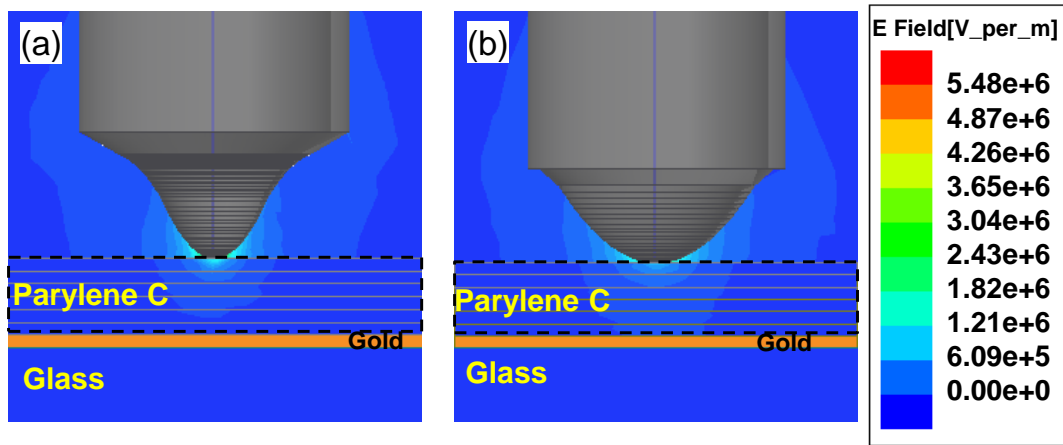 (a)
Parylene C
Gold
Glass
(b)
Parylene C
Gold
Glass
E Field[V_per_m]
5.48e+6
4.87e+6
4.26e+6
3.65e+6
3.04e+6
2.43e+6
1.82e+6
1.21e+6
6.09e+5
0.00e+0